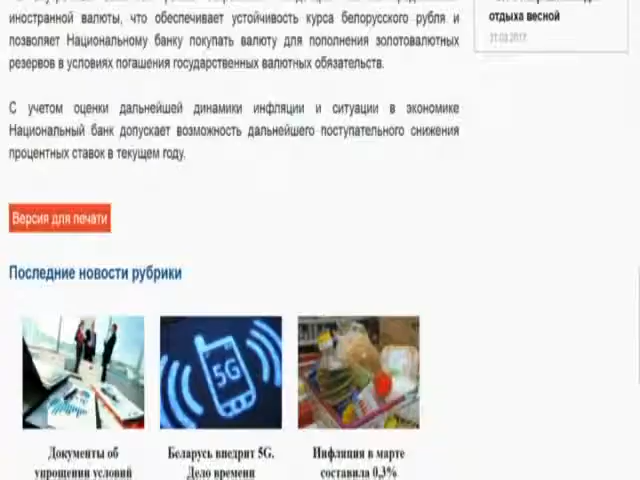 иностранной валюты, что обеспечивает устойчивость курса белорусского рубля и
позволяет Национальному банку покупать валюту для пополнения золотовалютных
резервов в условиях погашения государственных валютных обязательств.
С учетом оценки дальнейшей динамики инфляции и ситуации в экономике
Национальный банк допускает возможность дальнейшего поступательного снижения
процентных ставок в текущем году.
отдыха весной
31.03.2017
Версия для печати
Последние новости рубрики
5G
Документы об
упрощении условий
Беларусь внедрит 5G.
Дело времени
Инфляция в марте
составила 0,3%